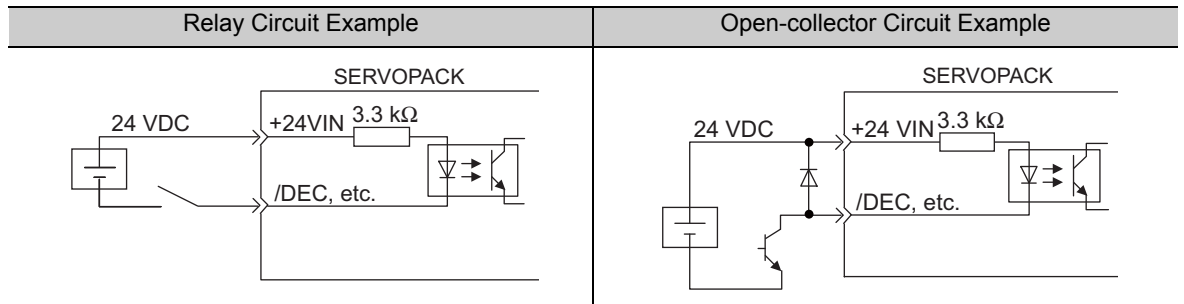 Relay Circuit Example
Open-collector Circuit Example
SERVOPACK
24 VDC
+24VIN
3.3 kΩ
/DEC, etc.
SERVOPACK
24 VDC
+24 VIN
3.3 kΩ
/DEC, etc.